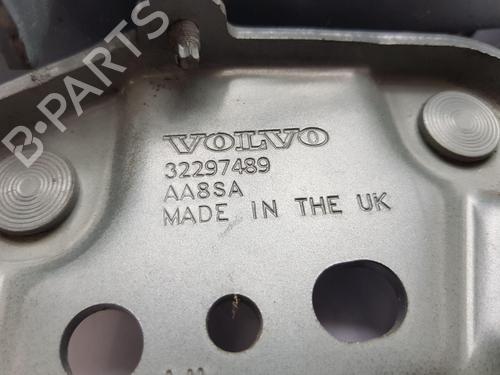 B-PARTS
VOLVO
32297489
AA8SA
MADE IN THE UK